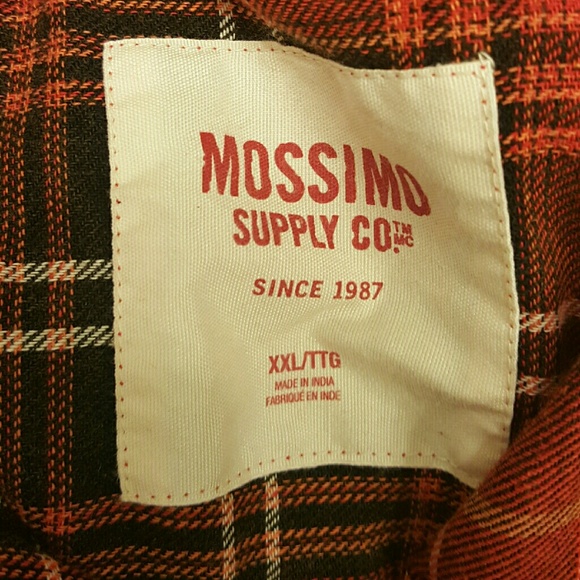 MOSSIMO
SUPPLY CO.™ MC
SINCE 1987
XXL/TTG
MADE IN INDIA
FABRIQUÉ EN INDE